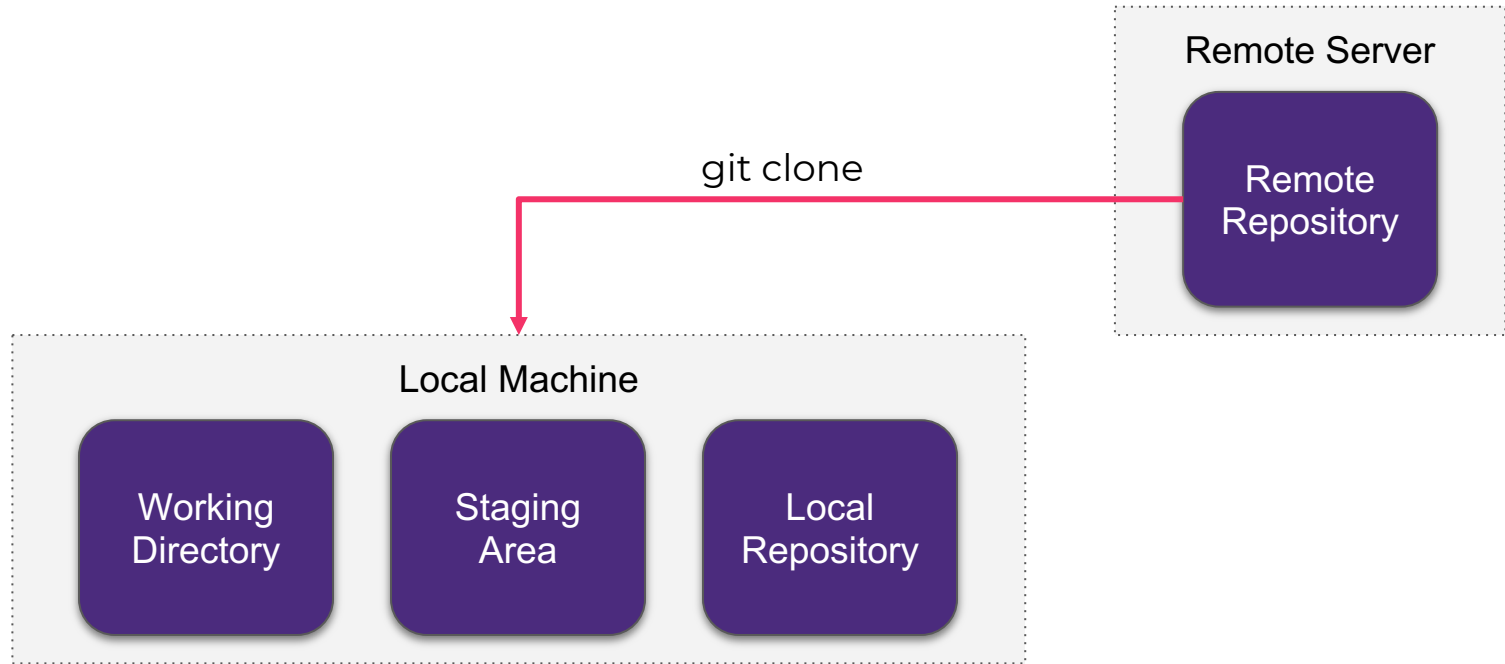 Remote Server
Remote
Repository
git clone
Local Machine
Working
Directory
Staging
Area
Local
Repository